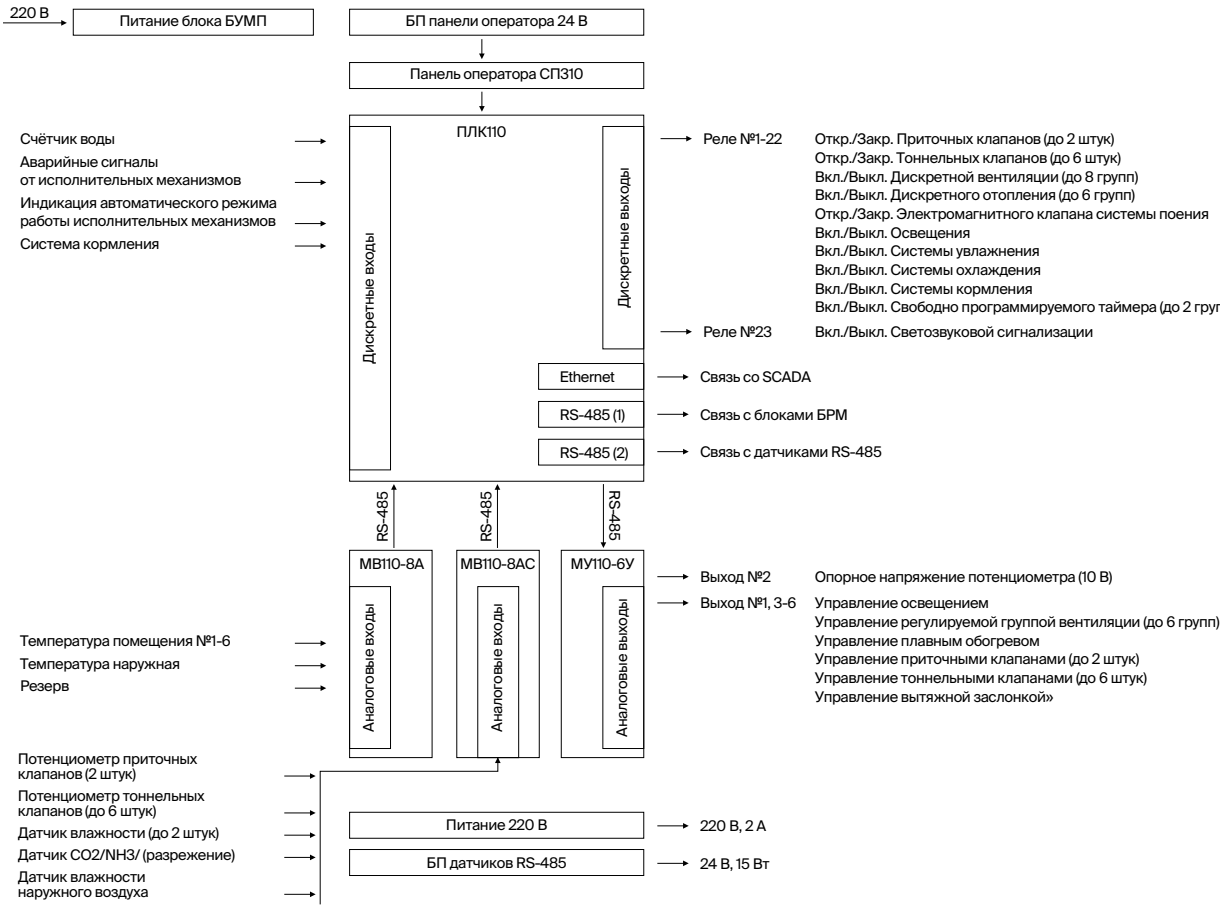 220 В
Питание блока БУМП
БП панели оператора 24 В
Панель оператора СП310
ПЛК110
Счётчик воды
Аварийные сигналы
от исполнительных механизмов
Индикация автоматического режима
работы исполнительных механизмов
Система кормления
Дискретные входы
Дискретные выходы
Реле №1-22
Откр./Закр. Приточных клапанов (до 2 штук)
Откр./Закр. Тоннельных клапанов (до 6 штук)
Вкл./Выкл. Дискретной вентиляции (до 8 групп)
Вкл./Выкл. Дискретного отопления (до 6 групп)
Откр./Закр. Электромагнитного клапана системы поения
Вкл./Выкл. Освещения
Вкл./Выкл. Системы увлажнения
Вкл./Выкл. Системы охлаждения
Вкл./Выкл. Системы кормления
Вкл./Выкл. Свободно программируемого таймера (до 2 груг
Реле №23
Вкл./Выкл. Светозвуковой сигнализации
Ethernet
Связь со SCADA
RS-485 (1)
Связь с блоками БРМ
RS-485 (2)
Связь с датчиками RS-485
RS-485
RS-485
RS-485
МВ110-8А
МВ110-8АС
МУ110-6У
Аналоговые входы
Аналоговые входы
Аналоговые выходы
Выход №2
Опорное напряжение потенциометра (10 В)
Выход №1, 3-6
Управление освещением
Управление регулируемой группой вентиляции (до 6 групп)
Управление плавным обогревом
Управление приточными клапанами (до 2 штук)
Управление тоннельными клапанами (до 6 штук)
Управление вытяжной заслонкой»
Температура помещения №1-6
Температура наружная
Резерв
Потенциометр приточных
клапанов (2 штук)
Потенциометр тоннельных
клапанов (до 6 штук)
Датчик влажности (до 2 штук)
Датчик CO2/NH3/ (разрежение)
Датчик влажности
наружного воздуха
Питание 220 В
220 В, 2 А
БП датчиков RS-485
24 В, 15 Вт